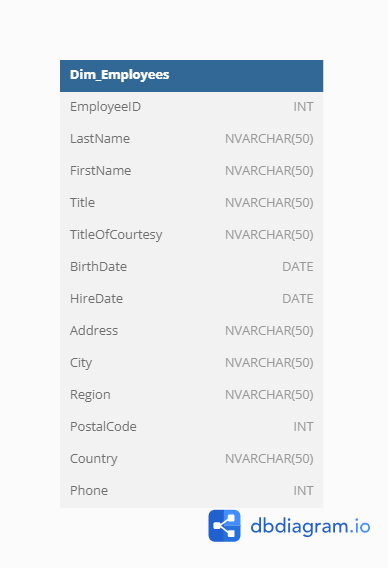 Dim_Employees
EmployeeID INT
LastName NVARCHAR(50)
FirstName NVARCHAR(50)
Title NVARCHAR(50)
TitleOfCourtesy NVARCHAR(50)
BirthDate DATE
HireDate DATE
Address NVARCHAR(50)
City NVARCHAR(50)
Region NVARCHAR(50)
PostalCode INT
Country NVARCHAR(50)
Phone INT
dbdiagram.io